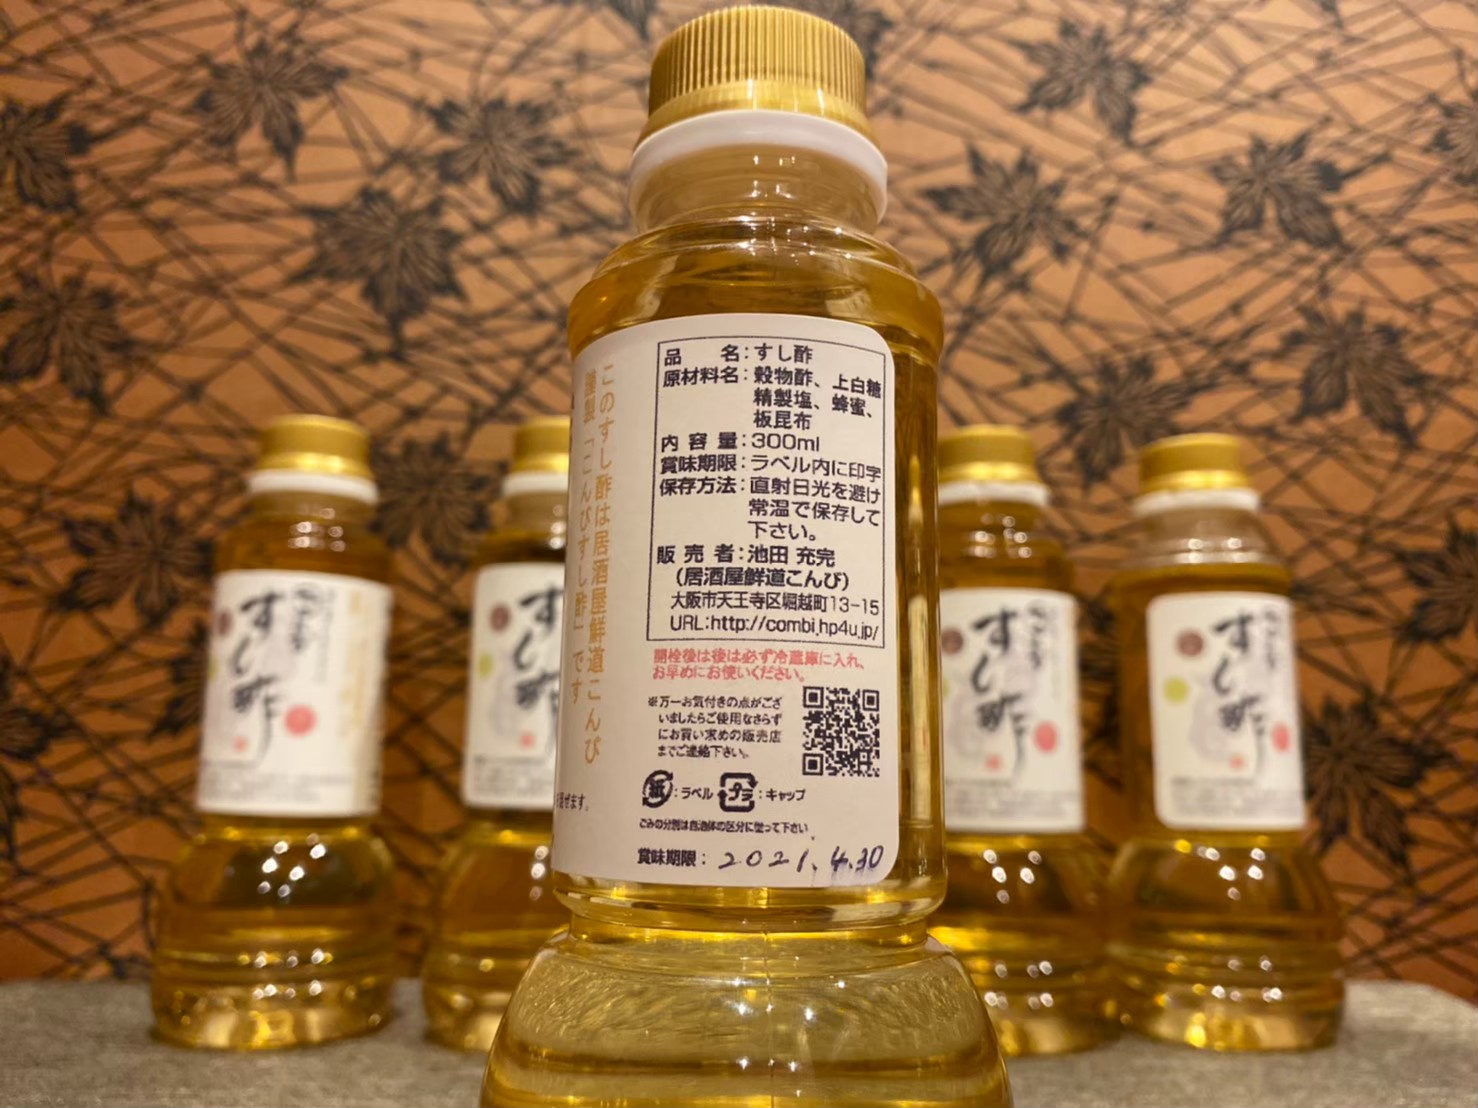 品　　名：すし酢
原材料名：穀物酢、上白糖
精製塩、蜂蜜、
板昆布
内 容 量：300ml
賞味期限：ラベル内に印字
保存方法：直射日光を避け
常温で保存して
下さい。
販 売 者：池田 充完
（居酒屋鮮道こんび）
大阪市天王寺区堀越町13-15
URL:http://combi.hp4u.jp/
開栓後は後は必ず冷蔵庫に入れ、
お早めにお使いください。
※万一お気付きの点がござ
いましたらご使用なさらず
にお買い求めの販売店
までご連絡下さい。
紙：ラベル プラ：キャップ
ごみの分別は各自治体の区分に従って下さい。
賞味期限：2021.4.30
このすし酢は居酒屋鮮道こんび
謹製「こんびすし酢」です
混ぜます。
すし酢
すし酢
すし酢
すし酢